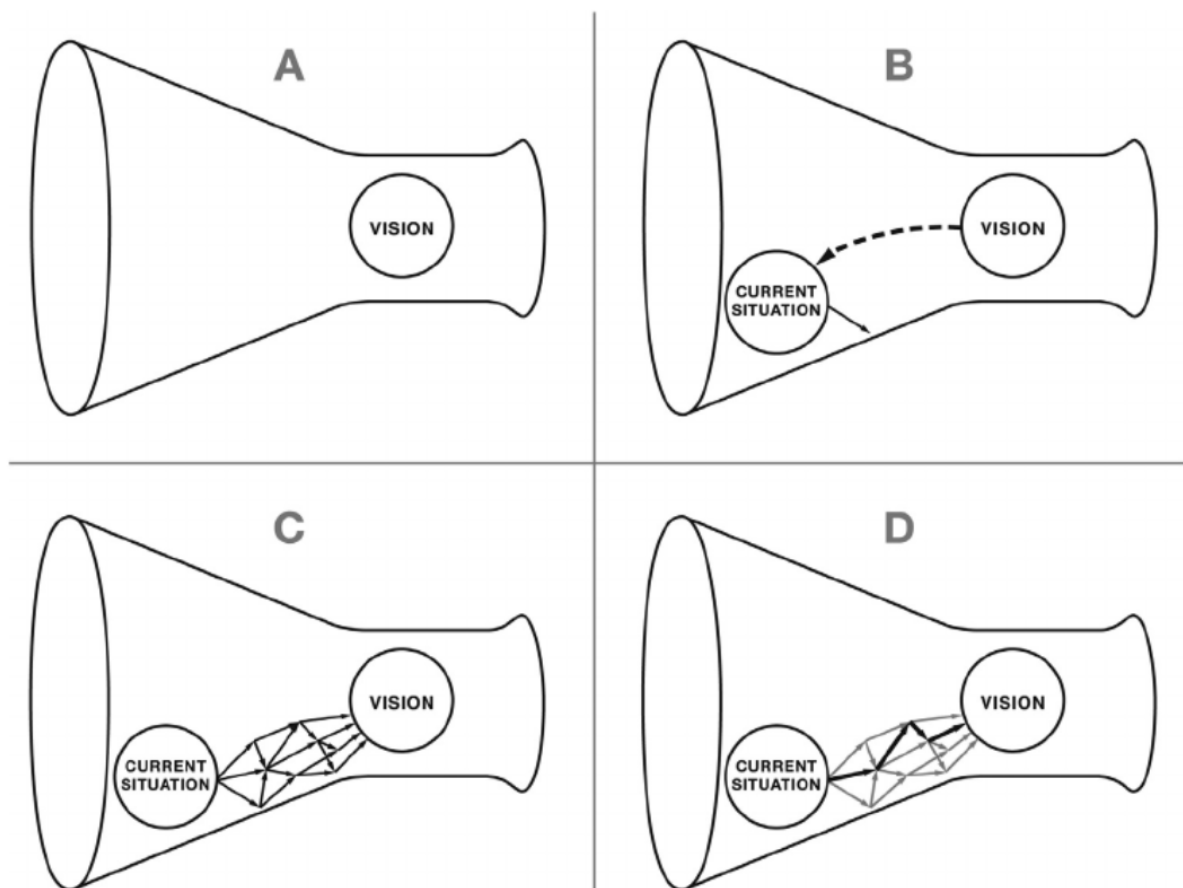 A
VISION
B
VISION
CURRENT
SITUATION
C
VISION
CURRENT
SITUATION
D
VISION
CURRENT
SITUATION